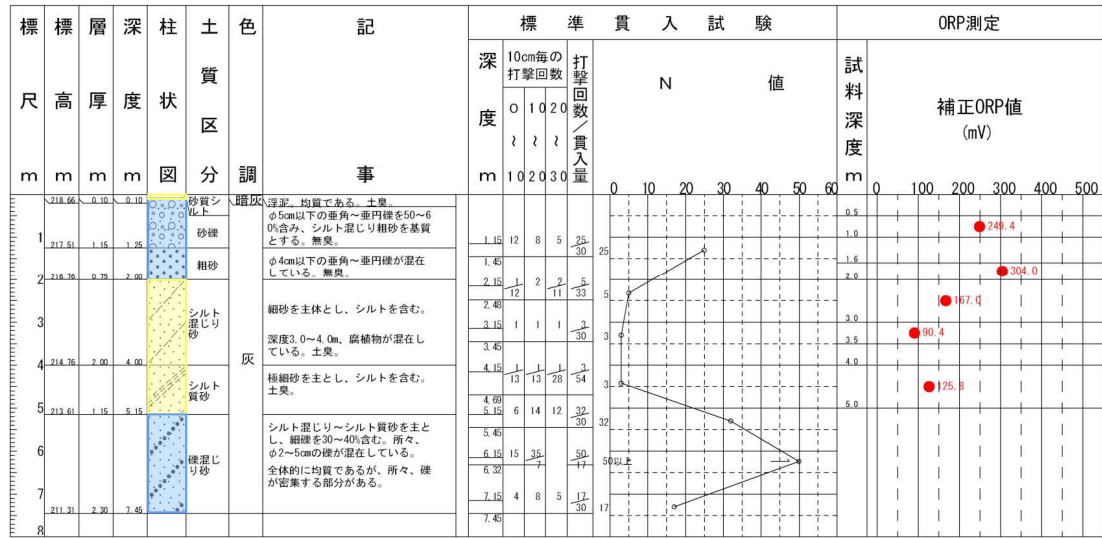 標尺 m
標高 m
層厚 m
深度 m
柱状図
土質区分
色調
記事
標準貫入試験
深度 m
10cm毎の打撃回数
0 ~ 10
10 ~ 20
20 ~ 30
打撃回数/貫入量
N 値
0 10 20 30 40 50 60
ORP測定
試料深度 m
補正ORP値
(mV)
0 100 200 300 400 500
218.66 0.10 0.10
砂質シルト
暗灰
浮泥。均質である。土臭。
1
217.51 1.15 1.25
砂礫
φ5cm以下の亜角~亜円礫を50~6
0%含み、シルト混じり粗砂を基質
とする。無臭。
2
216.76 0.75 2.00
粗砂
φ4cm以下の亜角~亜円礫が混在
している。無臭。
3
4
214.76 2.00 4.00
シルト混じり砂
灰
細砂を主体とし、シルトを含む。
深度3.0~4.0m、腐植物が混在し
ている。土臭。
5
213.61 1.15 5.15
シルト質砂
極細砂を主とし、シルトを含む。
土臭。
6
7
211.31 2.30 7.45
礫混じり砂
シルト混じり~シルト質砂を主と
し、細礫を30~40%含む。所々、
φ2~5cmの礫が混在している。
全体的に均質であるが、所々、礫
が密集する部分がある。
8
1.15 12 8 5 25/30 25
1.45
2.15 1/12 2 2/11 5/33 5
2.48
3.15 1 1 1 3/30 3
3.45
4.15 1/13 1/13 1/28 3/54 3
4.69
5.15 6 14 12 32/30 32
5.45
6.15 15 35/7 50/17 50以上
6.32
7.15 4 8 5 17/30 17
7.45
0.5
249.4
1.0
1.6
304.0
2.0
167.0
3.0
90.4
3.5
4.0
125.8
5.0